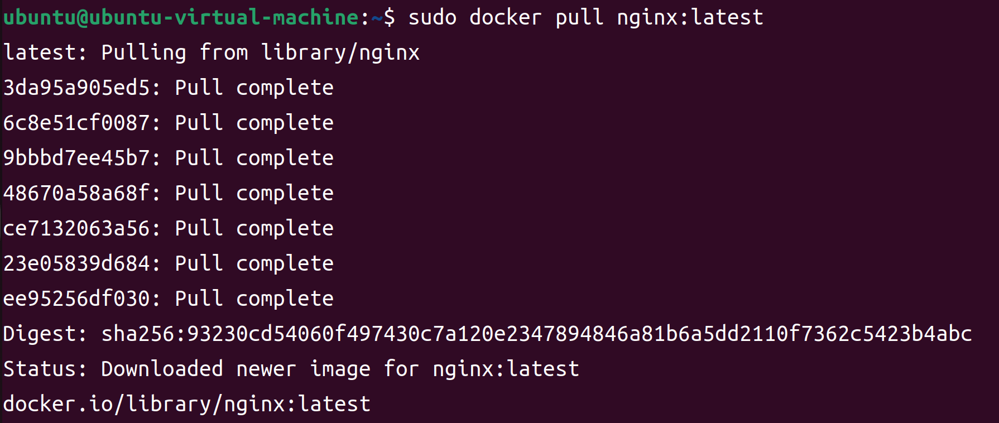 ubuntu@ubuntu-virtual-machine:~$ sudo docker pull nginx:latest
latest: Pulling from library/nginx
3da95a905ed5: Pull complete
6c8e51cf0087: Pull complete
9bbbd7ee45b7: Pull complete
48670a58a68f: Pull complete
ce7132063a56: Pull complete
23e05839d684: Pull complete
ee95256df030: Pull complete
Digest: sha256:93230cd54060f497430c7a120e2347894846a81b6a5dd2110f7362c5423b4abc
Status: Downloaded newer image for nginx:latest
docker.io/library/nginx:latest